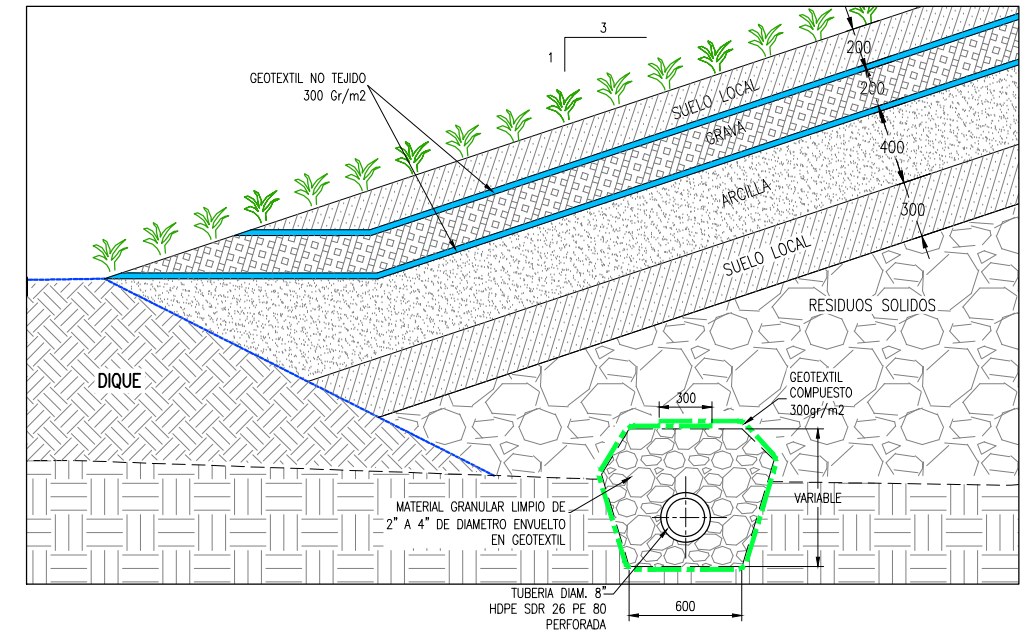 3
1
GEOTEXTIL NO TEJIDO
300 Gr/m2
200
SUELO LOCAL
200
GRAVA
400
ARCILLA
300
SUELO LOCAL
RESIDUOS SOLIDOS
DIQUE
GEOTEXTIL
COMPUESTO
300gr/m2
300
VARIABLE
MATERIAL GRANULAR LIMPIO DE
2" A 4" DE DIAMETRO ENVUELTO
EN GEOTEXTIL
TUBERIA DIAM. 8"
HDPE SDR 26 PE 80
PERFORADA
600